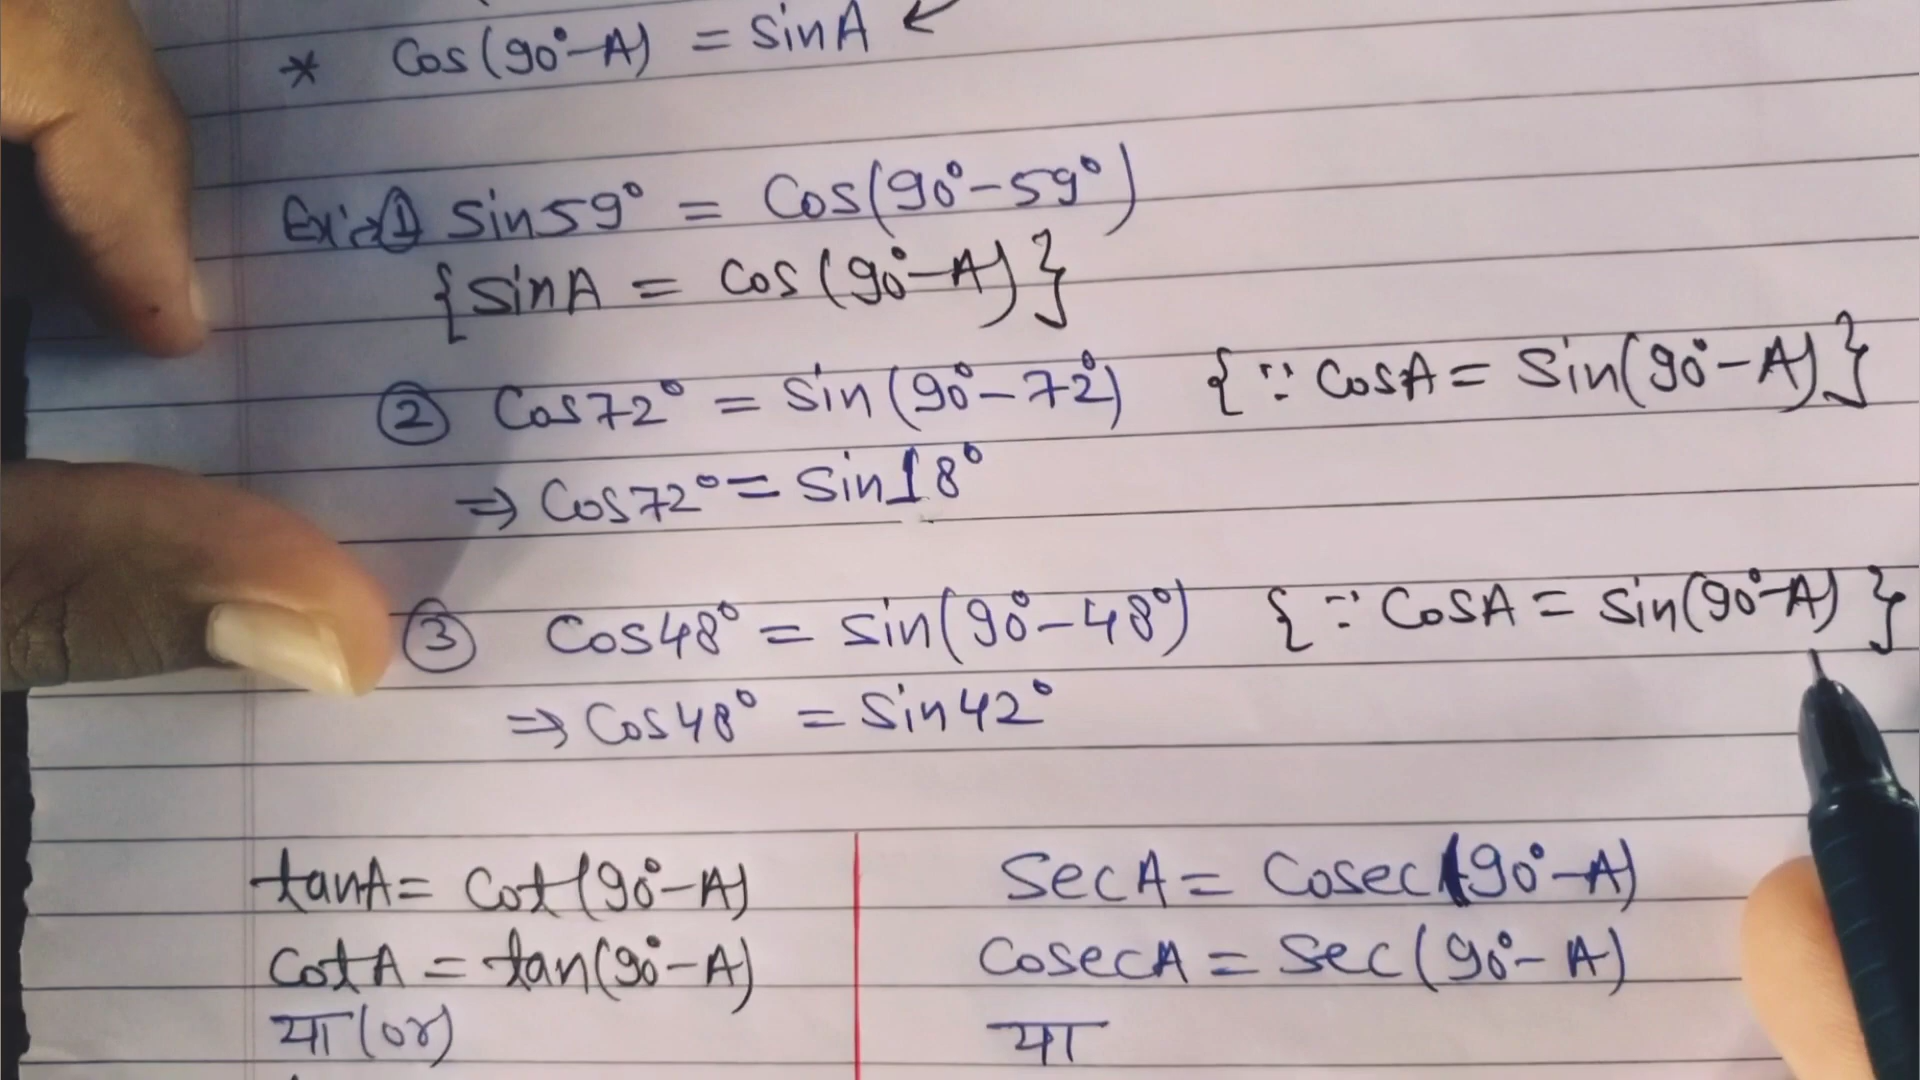 * Cos(90°-A) = SinA ←
Ex:→① Sin59° = Cos(90°-59°)
{SinA = Cos(90°-A)}
② Cos72° = Sin(90°-72°) {∵ CosA = Sin(90°-A)}
⇒ Cos72° = Sin18°
③ Cos48° = Sin(90°-48°) {∵ CosA = Sin(90°-A)}
⇒ Cos48° = Sin42°
tanA = Cot(90°-A)
CotA = tan(90°-A)
या (or)
SecA = Cosec(90°-A)
CosecA = Sec(90°-A)
या